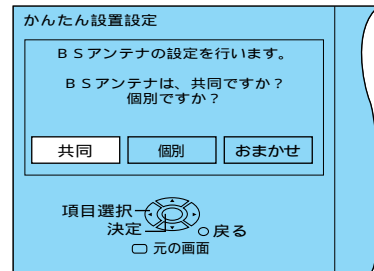 かんたん設置設定
ＢＳアンテナの設定を行います。
ＢＳアンテナは、共同ですか？
個別ですか？
共同 個別 おまかせ
項目選択
決定 戻る
元の画面